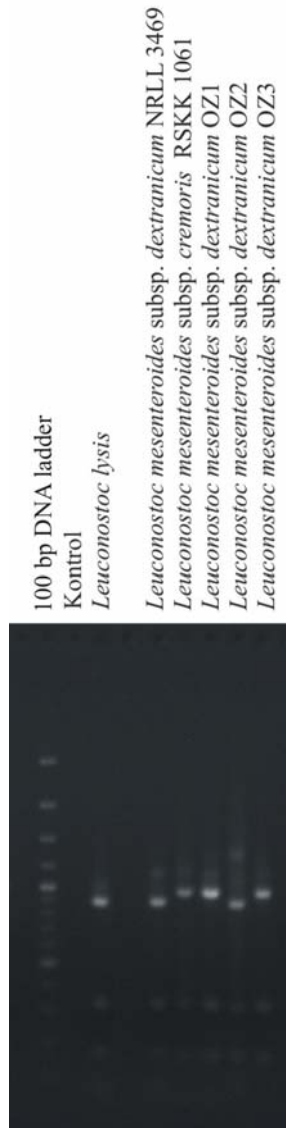 100 bp DNA ladder
Kontrol
Leuconostoc lysis
Leuconostoc mesenteroides subsp. dextranicum NRLL 3469
Leuconostoc mesenteroides subsp. cremoris RSKK 1061
Leuconostoc mesenteroides subsp. dextranicum OZ1
Leuconostoc mesenteroides subsp. dextranicum OZ2
Leuconostoc mesenteroides subsp. dextranicum OZ3